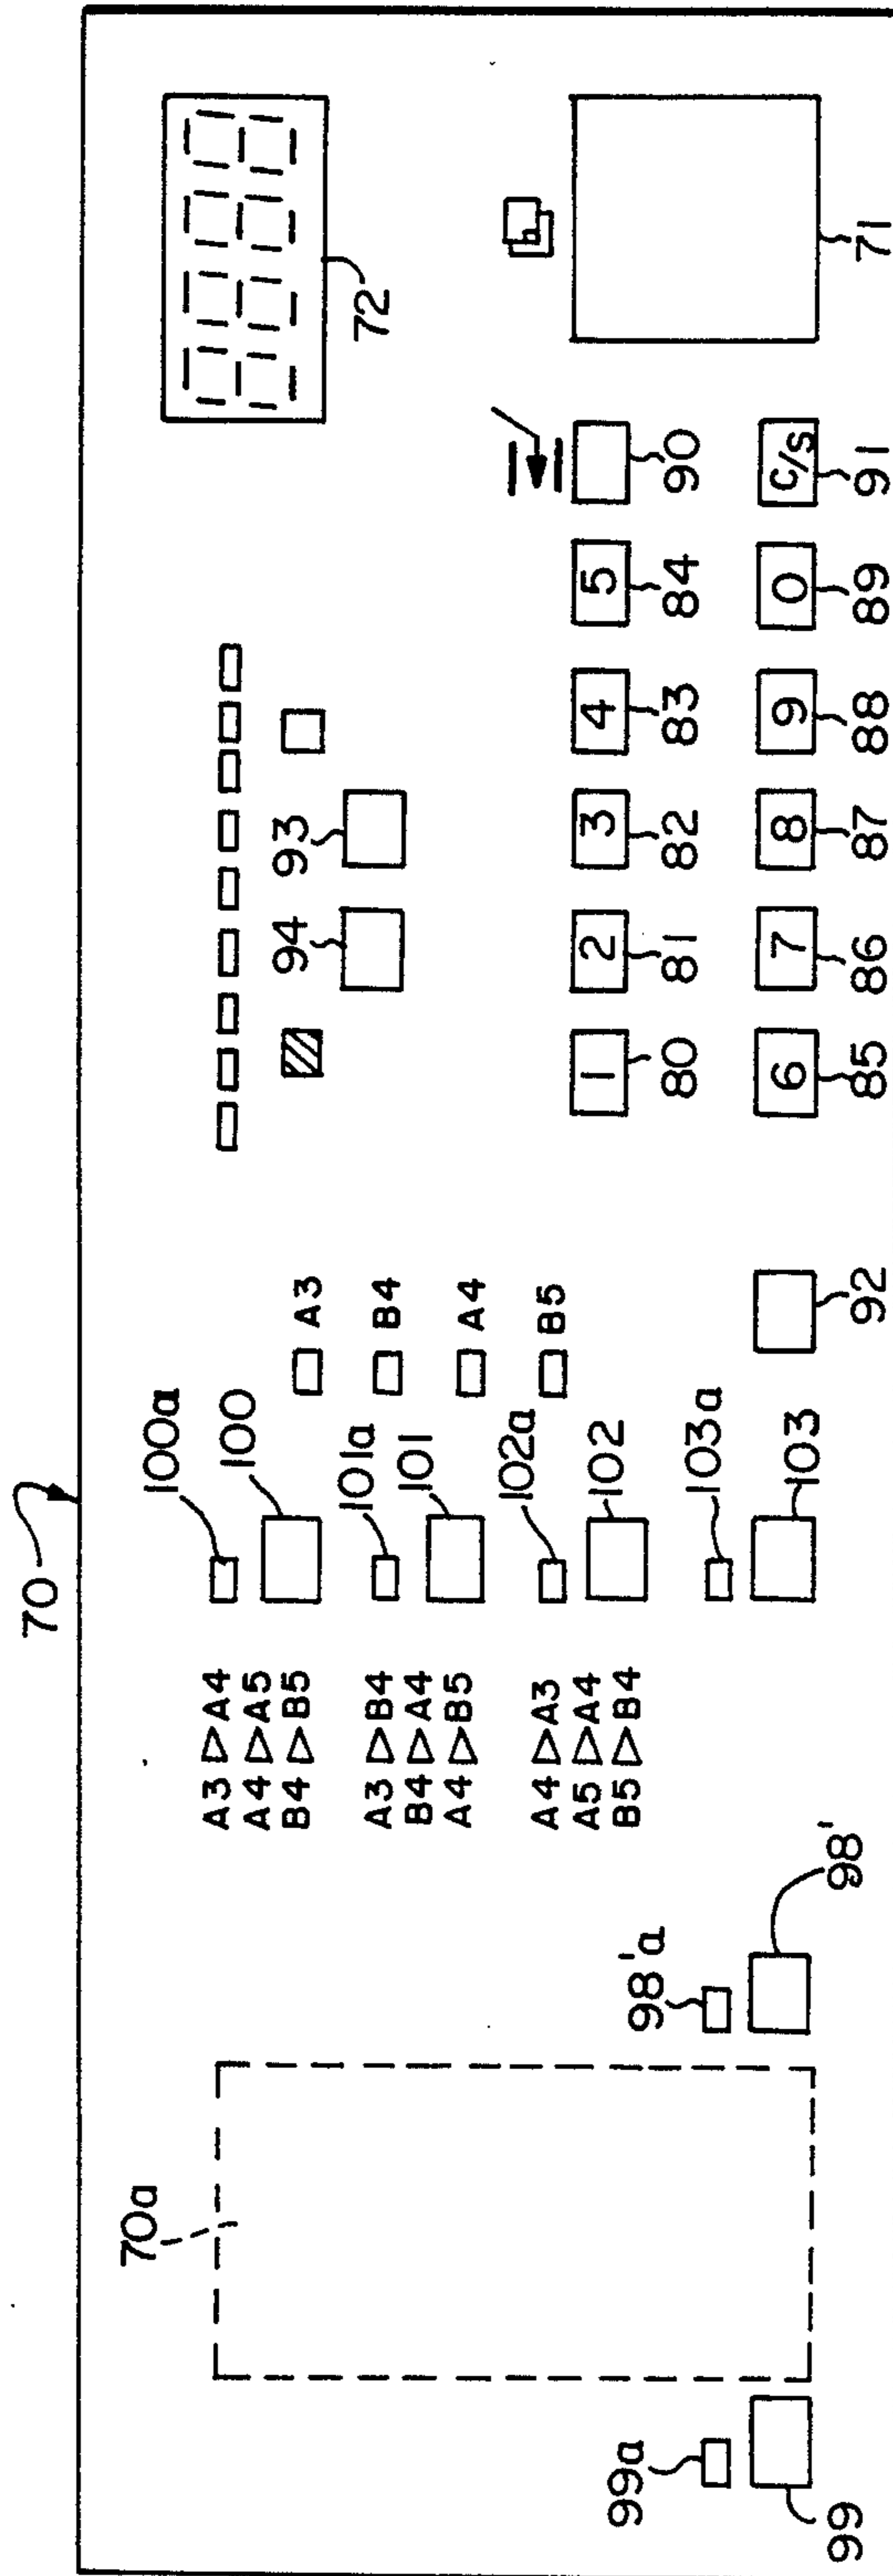 70
70a
100a
A3 ▷ A4
A4 ▷ A5
B4 ▷ B5
100
A3
94 93
72
101a
A3 ▷ B4
B4 ▷ A4
A4 ▷ B5
101
B4
A4
102a
A4 ▷ A3
A5 ▷ A4
B5 ▷ B4
102
B5
1 2 3 4 5
80 81 82 83 84 90
99a 98'a 103a
6 7 8 9 0 C/S
99 98' 103 92 85 86 87 88 89 91 71